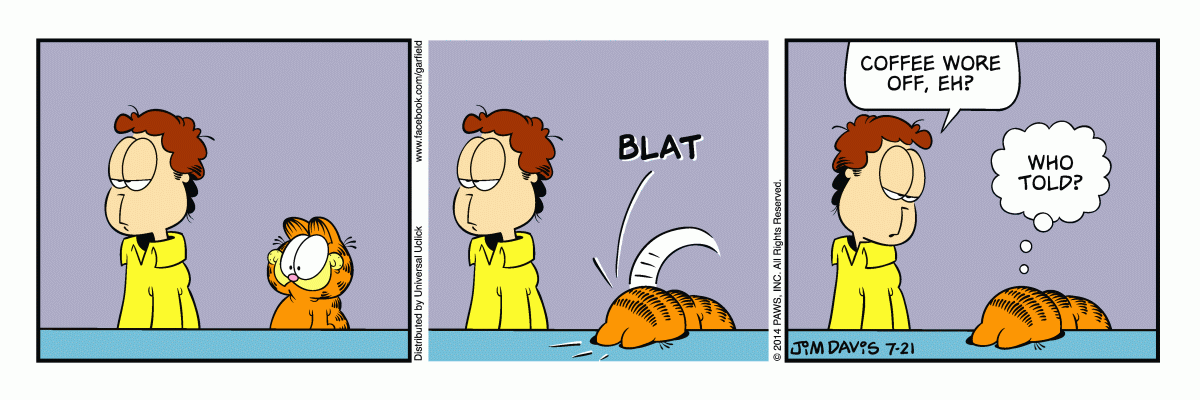 www.facebook.com/garfield
Distributed by Universal Uclick
BLAT
© 2014 PAWS, INC. All Rights Reserved.
COFFEE WORE
OFF, EH?
WHO
TOLD?
JIM DAVIS 7-21